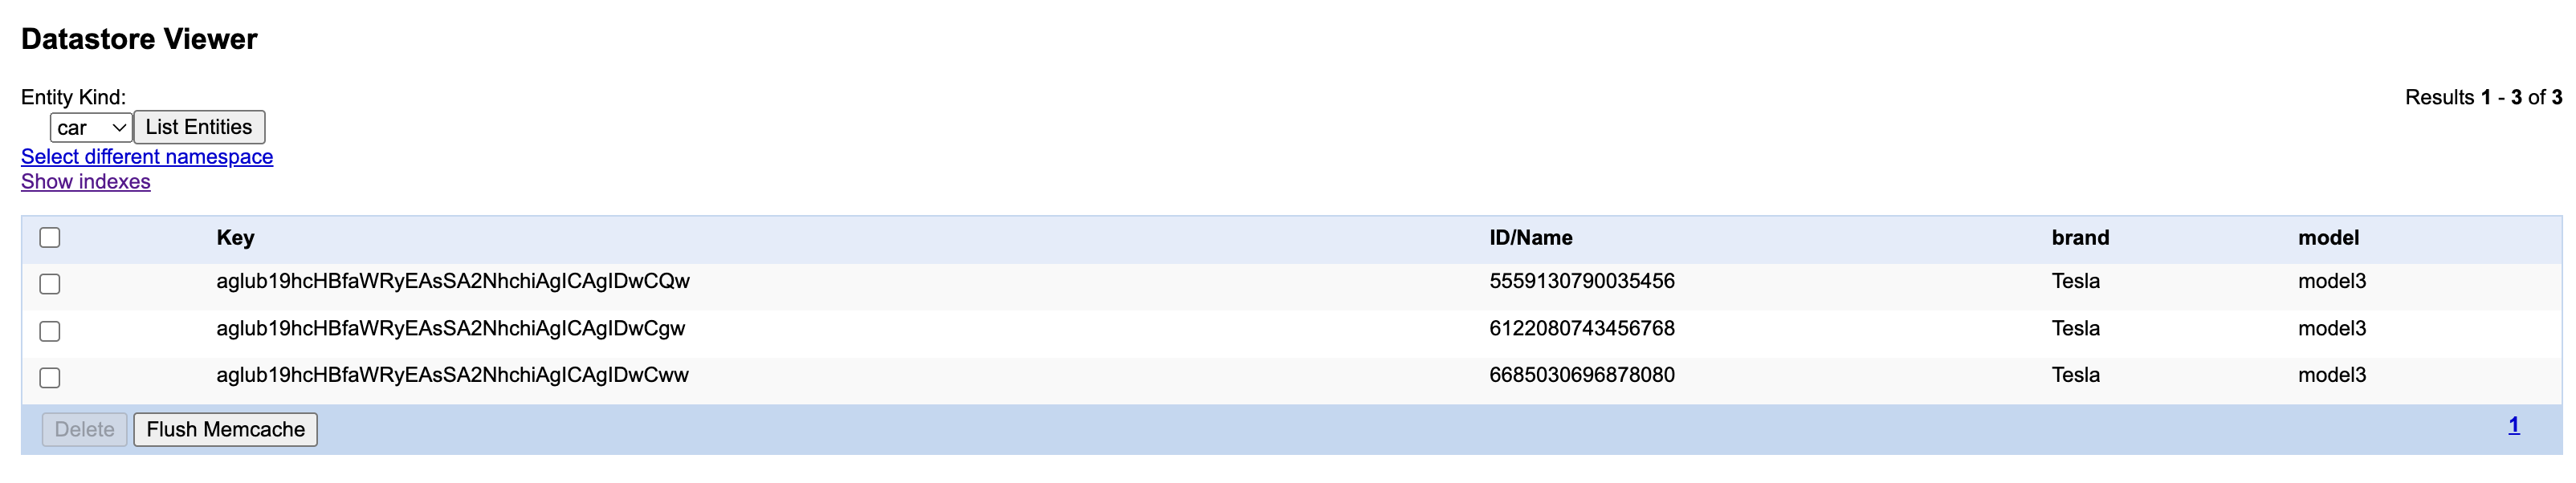 Datastore Viewer
Entity Kind:
Results 1 - 3 of 3
car List Entities
Select different namespace
Show indexes
Key ID/Name brand model
aglub19hcHBfaWRyEAsSA2NhchiAgICAgIDwCQw 5559130790035456 Tesla model3
aglub19hcHBfaWRyEAsSA2NhchiAgICAgIDwCgw 6122080743456768 Tesla model3
aglub19hcHBfaWRyEAsSA2NhchiAgICAgIDwCww 6685030696878080 Tesla model3
Delete Flush Memcache 1